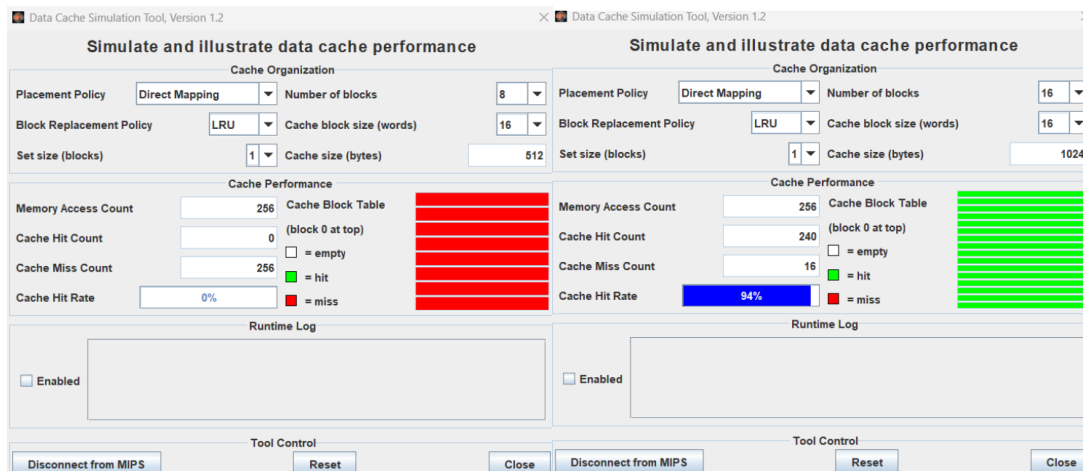 Data Cache Simulation Tool, Version 1.2
Simulate and illustrate data cache performance
Cache Organization
Placement Policy Direct Mapping Number of blocks 8
Block Replacement Policy LRU Cache block size (words) 16
Set size (blocks) 1 Cache size (bytes) 512
Cache Performance
Memory Access Count 256 Cache Block Table
(block 0 at top)
Cache Hit Count 0
= empty
Cache Miss Count 256
= hit
Cache Hit Rate 0%
= miss
Runtime Log
Enabled
Tool Control
Disconnect from MIPS Reset Close
Data Cache Simulation Tool, Version 1.2
Simulate and illustrate data cache performance
Cache Organization
Placement Policy Direct Mapping Number of blocks 16
Block Replacement Policy LRU Cache block size (words) 16
Set size (blocks) 1 Cache size (bytes) 1024
Cache Performance
Memory Access Count 256 Cache Block Table
(block 0 at top)
Cache Hit Count 240
= empty
Cache Miss Count 16
= hit
Cache Hit Rate 94%
= miss
Runtime Log
Enabled
Tool Control
Disconnect from MIPS Reset Close